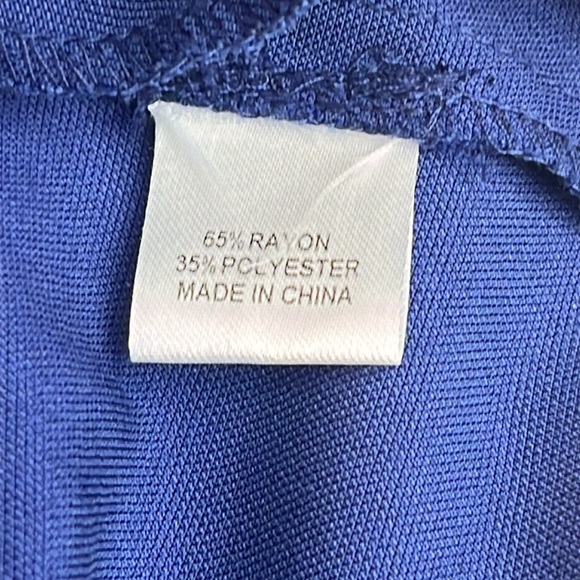 65% RAYON
35% POLYESTER
MADE IN CHINA